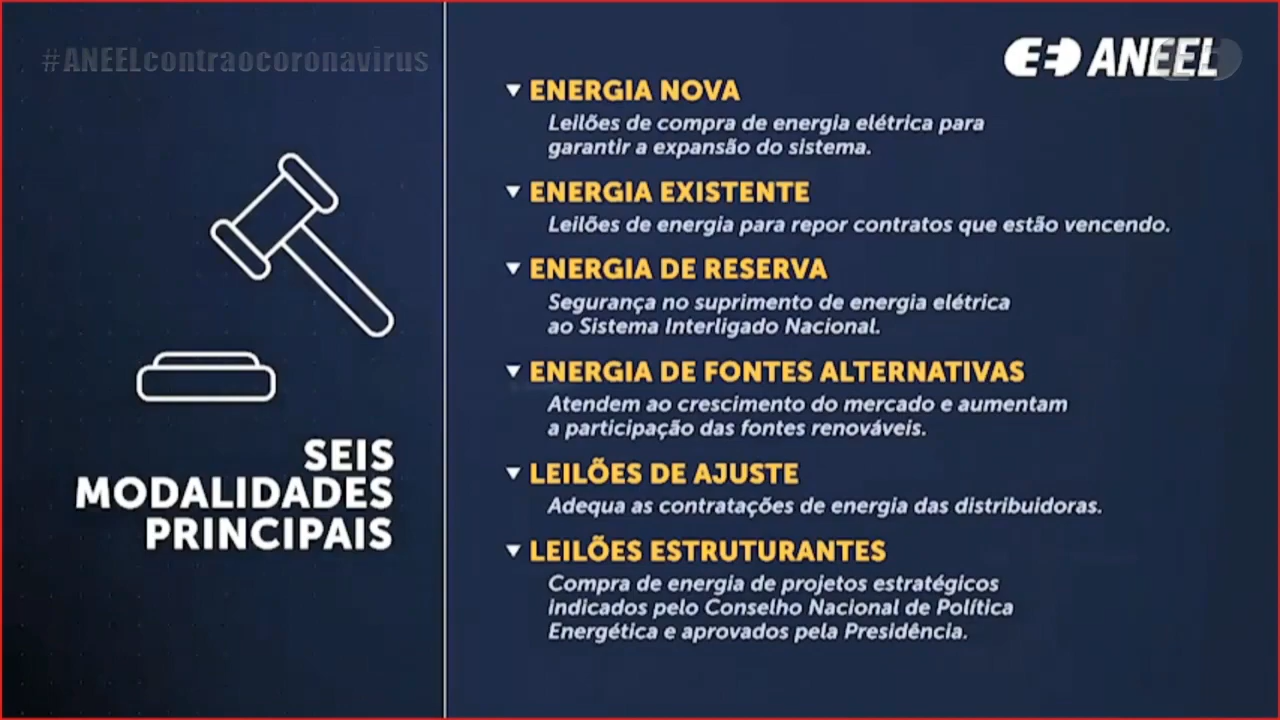 #ANEELcontraocoronavirus
ANEEL
SEIS
MODALIDADES
PRINCIPAIS
ENERGIA NOVA
Leilões de compra de energia elétrica para
garantir a expansão do sistema.
ENERGIA EXISTENTE
Leilões de energia para repor contratos que estão vencendo.
ENERGIA DE RESERVA
Segurança no suprimento de energia elétrica
ao Sistema Interligado Nacional.
ENERGIA DE FONTES ALTERNATIVAS
Atendem ao crescimento do mercado e aumentam
a participação das fontes renováveis.
LEILÕES DE AJUSTE
Adequa as contratações de energia das distribuidoras.
LEILÕES ESTRUTURANTES
Compra de energia de projetos estratégicos
indicados pelo Conselho Nacional de Política
Energética e aprovados pela Presidência.